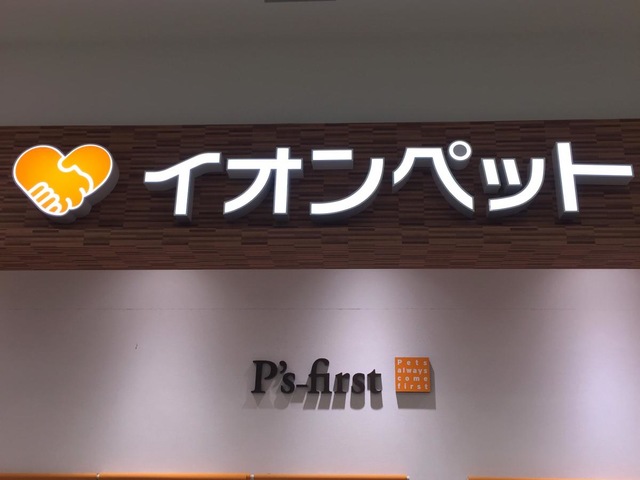 イオンペット
P's-first
Pets
always
come
first